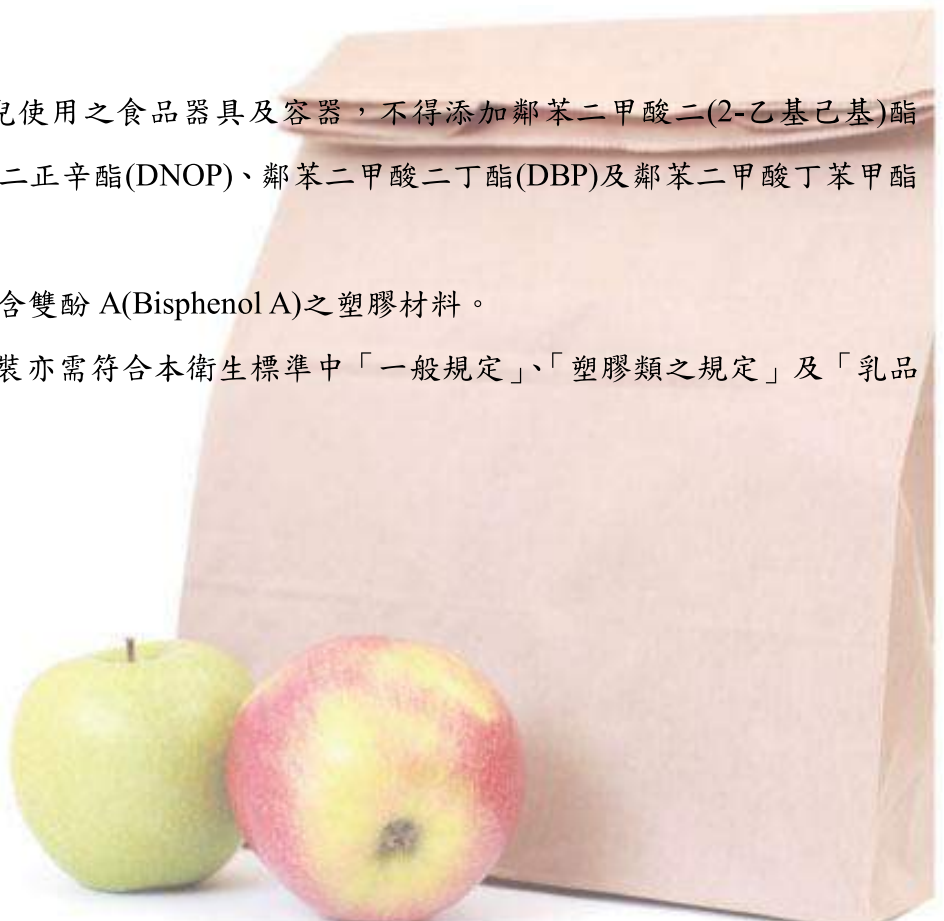 兒使用之食品器具及容器，不得添加鄰苯二甲酸二(2-乙基己基)酯
二正辛酯(DNOP)、鄰苯二甲酸二丁酯(DBP)及鄰苯二甲酸丁苯甲酯
含雙酚 A(Bisphenol A)之塑膠材料。
裝亦需符合本衛生標準中「一般規定」、「塑膠類之規定」及「乳品